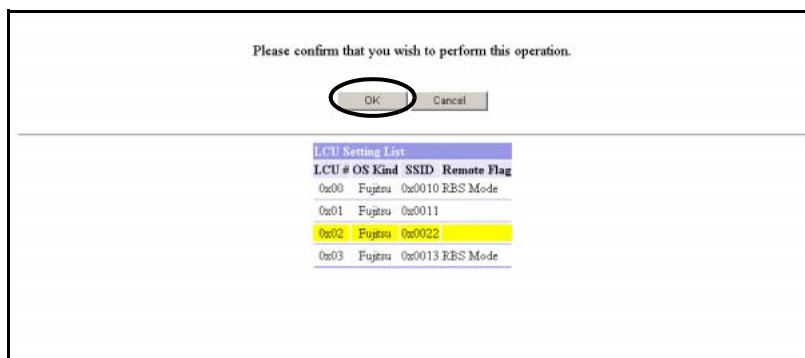 Please confirm that you wish to perform this operation.
OK Cancel
LCU Setting List
LCU # OS Kind SSID Remote Flag
0x00 Fujitsu 0x0010 RBS Mode
0x01 Fujitsu 0x0011
0x02 Fujitsu 0x0022
0x03 Fujitsu 0x0013 RBS Mode